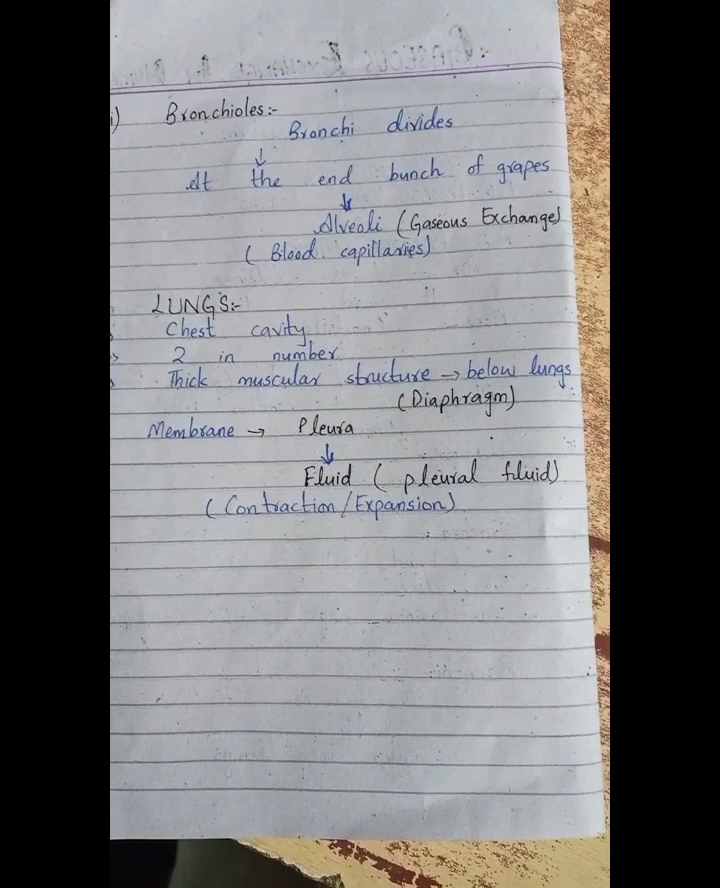 i) Bronchioles:-
Bronchi divides
↓
At the end bunch of grapes
↓
Alveoli (Gaseous Exchange)
( Blood capillaries)
LUNGS:-
> Chest cavity
> 2 in number
> Thick muscular structure → below lungs
(Diaphragm)
Membrane → Pleura
↓
Fluid ( pleural fluid)
( Contraction/Expansion)